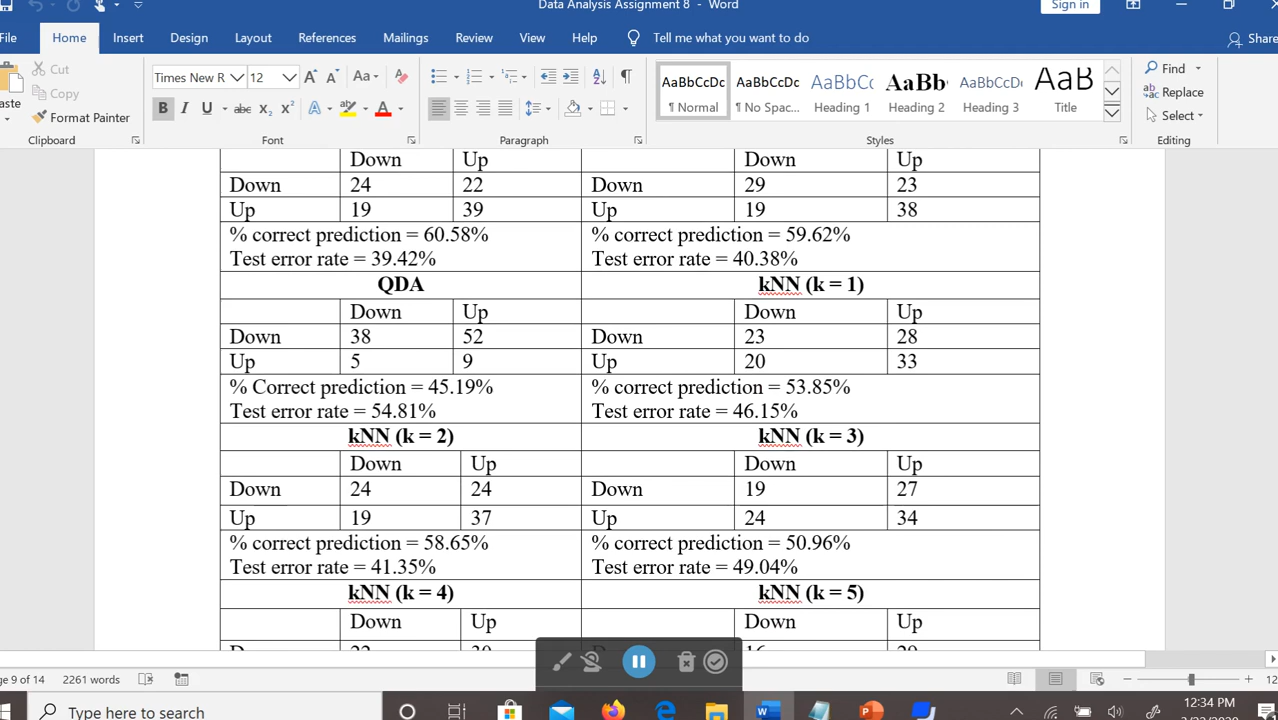 Data Analysis Assignment 8 - Word
Sign in
File Home Insert Design Layout References Mailings Review View Help Tell me what you want to do Share
Cut
Copy
Paste
Format Painter
Clipboard
Times New R 12
Font
Paragraph
AaBbCcDc AaBbCcDc AaBbC AaBb AaBbCcD AaB
¶ Normal ¶ No Spac... Heading 1 Heading 2 Heading 3 Title
Styles
Find
Replace
Select
Editing
Down Up Down Up
Down 24 22 Down 29 23
Up 19 39 Up 19 38
% correct prediction = 60.58% % correct prediction = 59.62%
Test error rate = 39.42% Test error rate = 40.38%
QDA kNN (k = 1)
Down Up Down Up
Down 38 52 Down 23 28
Up 5 9 Up 20 33
% Correct prediction = 45.19% % correct prediction = 53.85%
Test error rate = 54.81% Test error rate = 46.15%
kNN (k = 2) kNN (k = 3)
Down Up Down Up
Down 24 24 Down 19 27
Up 19 37 Up 24 34
% correct prediction = 58.65% % correct prediction = 50.96%
Test error rate = 41.35% Test error rate = 49.04%
kNN (k = 4) kNN (k = 5)
Down Up Down Up
ge 9 of 14 2261 words
Type here to search
12:34 PM